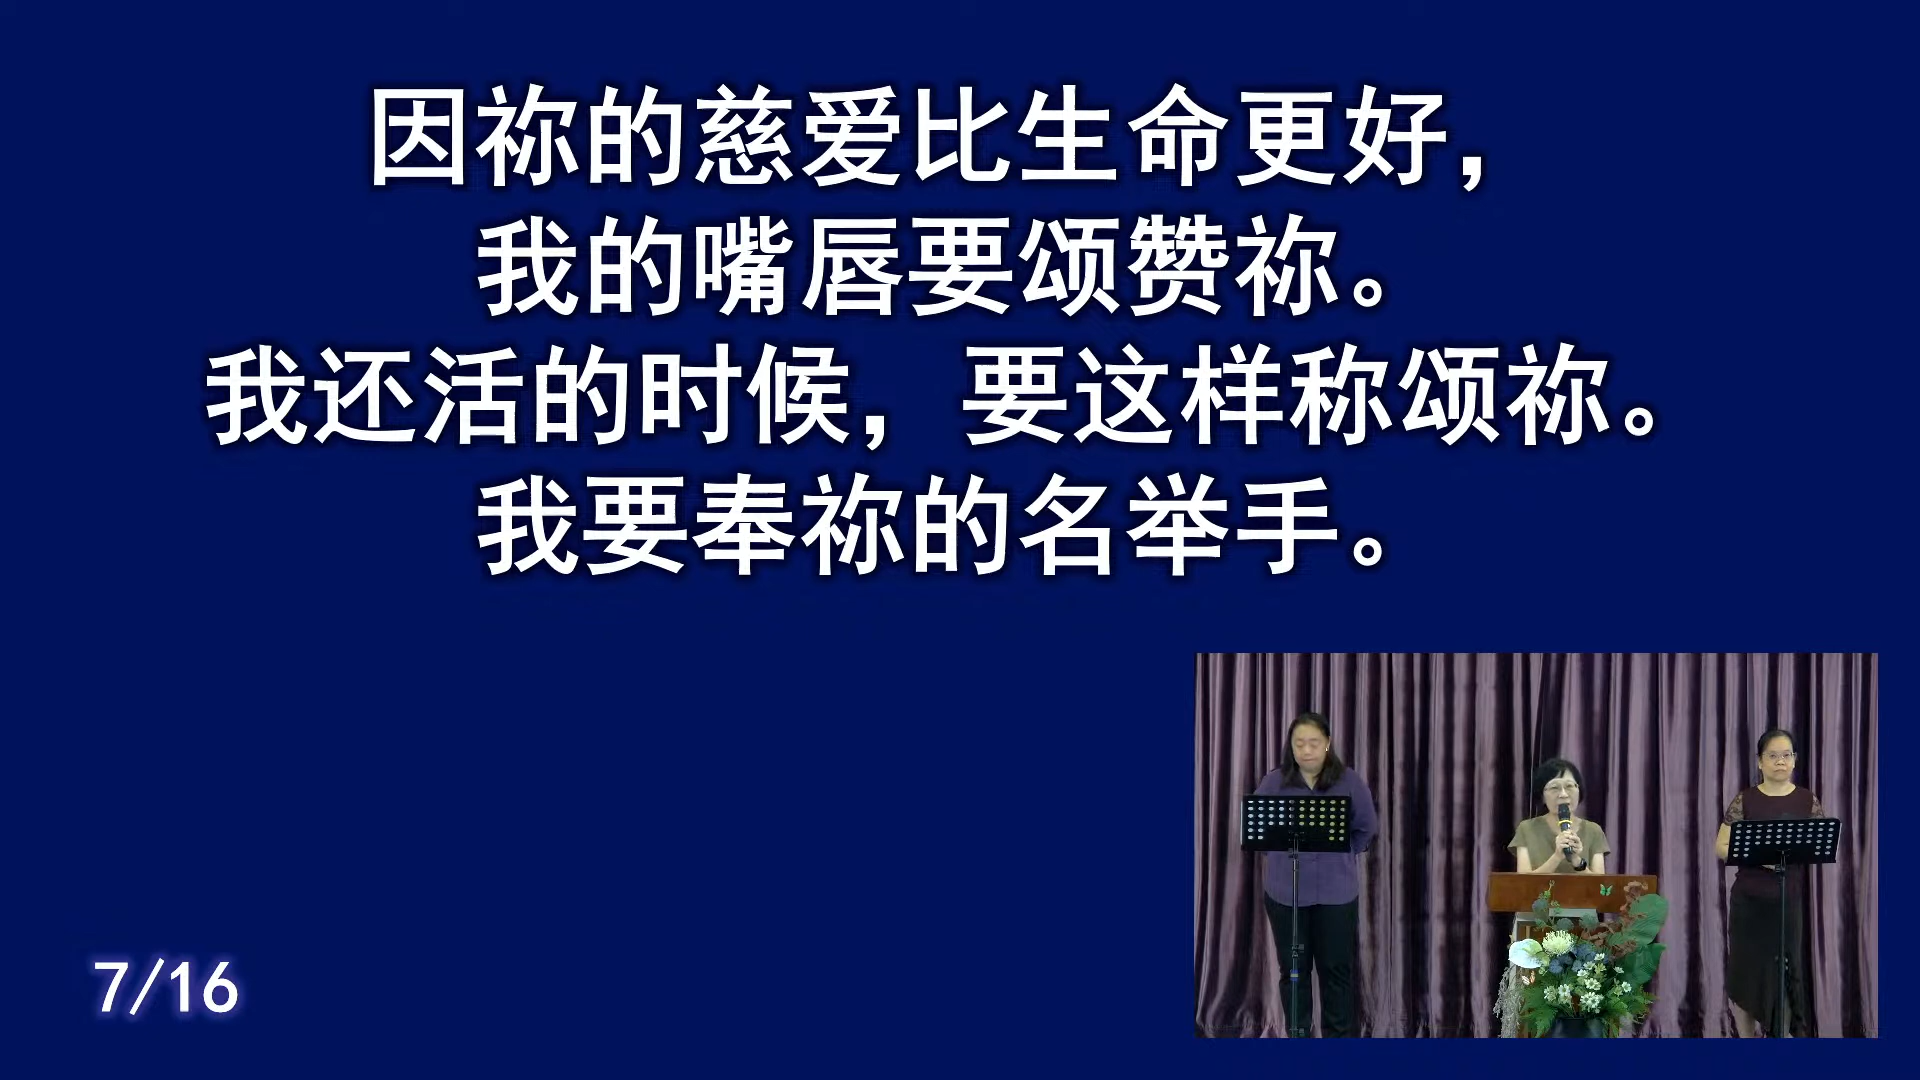 因祢的慈爱比生命更好，
我的嘴唇要颂赞祢。
我还活的时候，要这样称颂祢。
我要奉祢的名举手。
7/16